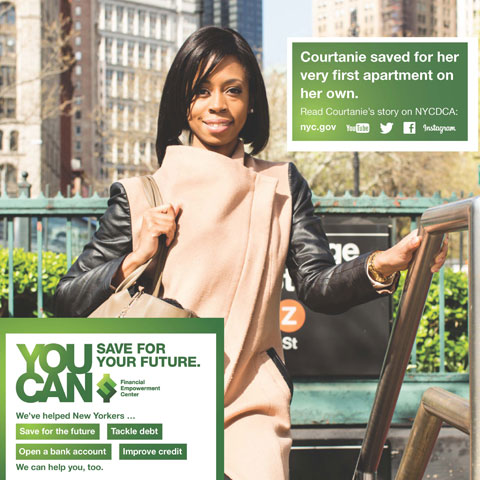 Courtanie saved for her
very first apartment on
her own.
Read Courtanie's story on NYCDCA:
nyc.gov YouTube Instagram
Z
St
YOU CAN
SAVE FOR
YOUR FUTURE.
Financial
Empowerment
Center
We've helped New Yorkers ...
Save for the future Tackle debt
Open a bank account Improve credit
We can help you, too.